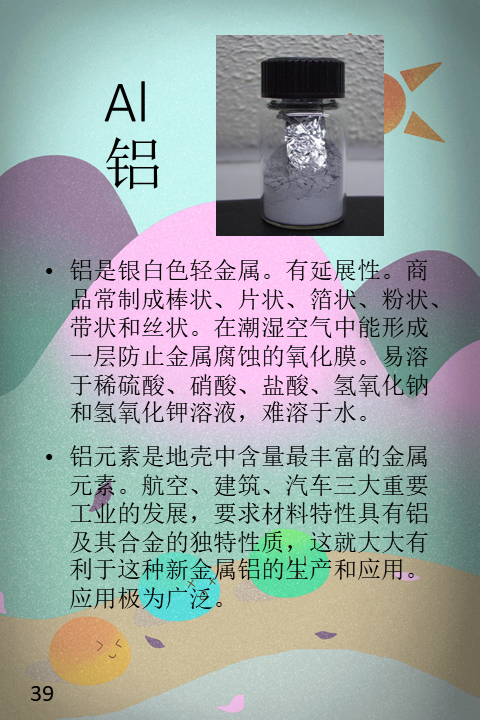 Al
铝
• 铝是银白色轻金属。有延展性。商
品常制成棒状、片状、箔状、粉状、
带状和丝状。在潮湿空气中能形成
一层防止金属腐蚀的氧化膜。易溶
于稀硫酸、硝酸、盐酸、氢氧化钠
和氢氧化钾溶液，难溶于水。
• 铝元素是地壳中含量最丰富的金属
元素。航空、建筑、汽车三大重要
工业的发展，要求材料特性具有铝
及其合金的独特性质，这就大大有
利于这种新金属铝的生产和应用。
应用极为广泛。
39